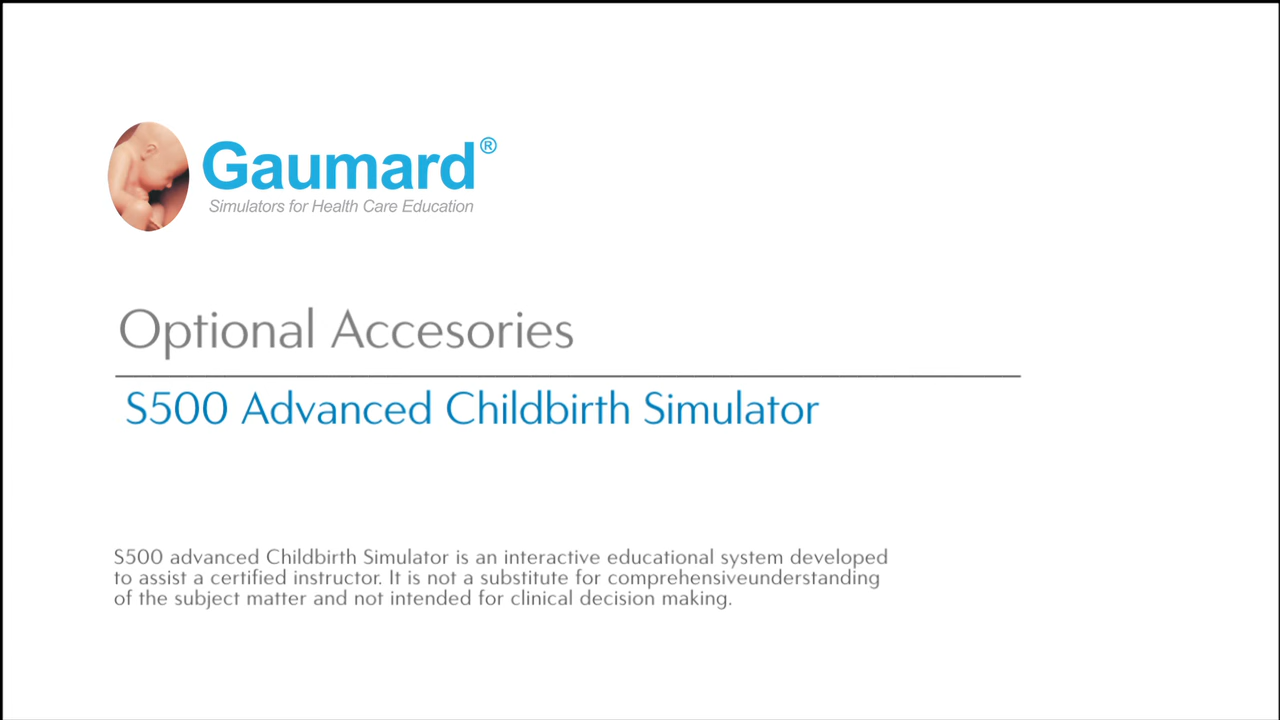 Gaumard®
Simulators for Health Care Education
Optional Accesories
S500 Advanced Childbirth Simulator
S500 advanced Childbirth Simulator is an interactive educational system developed
to assist a certified instructor. It is not a substitute for comprehensiveunderstanding
of the subject matter and not intended for clinical decision making.